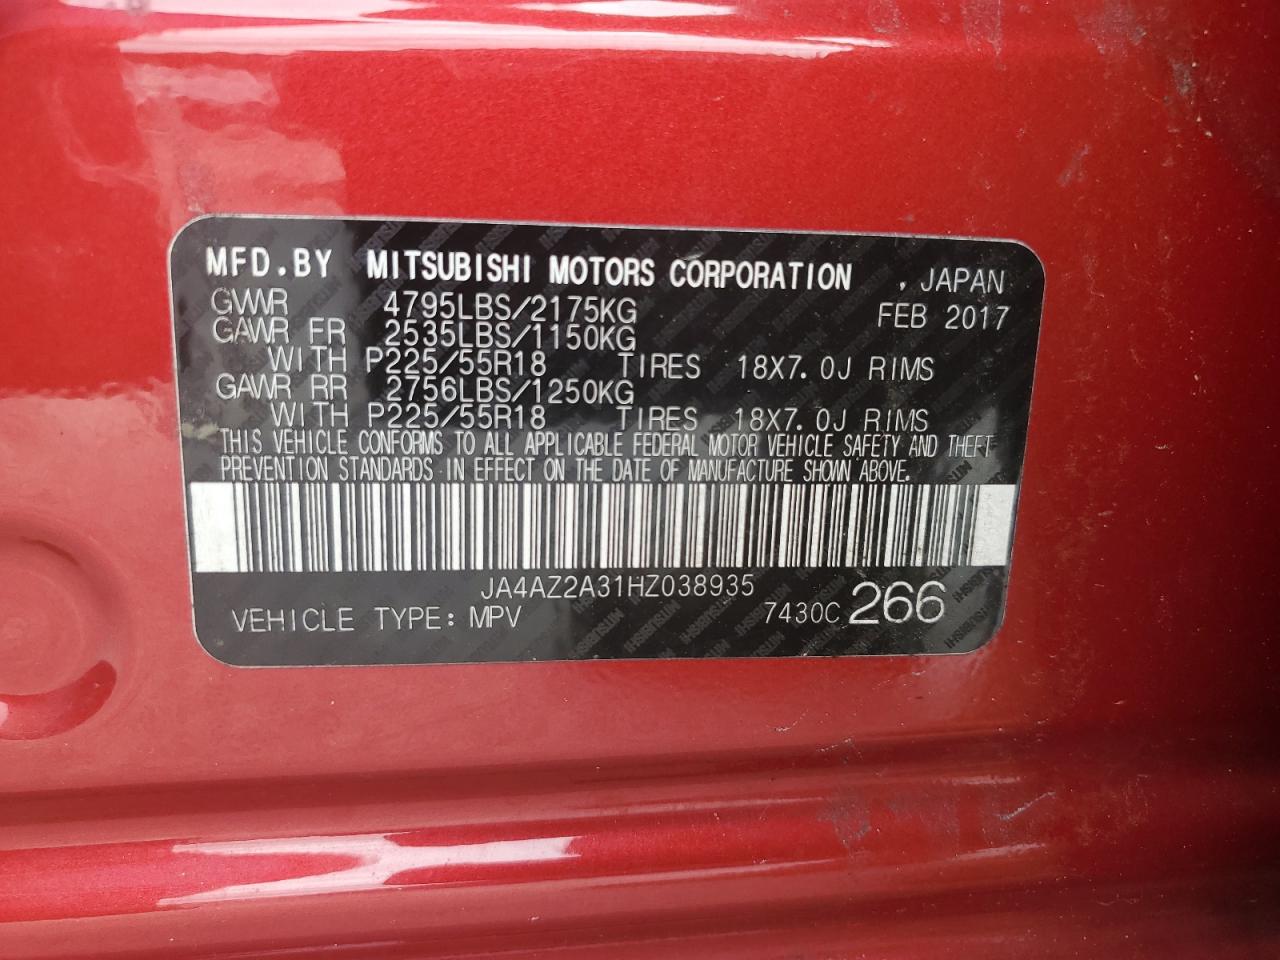 MFD.BY MITSUBISHI MOTORS CORPORATION , JAPAN
GVWR 4795LBS/2175KG FEB 2017
GAWR FR 2535LBS/1150KG
WITH P225/55R18 TIRES 18X7.0J RIMS
GAWR RR 2756LBS/1250KG
WITH P225/55R18 TIRES 18X7.0J RIMS
THIS VEHICLE CONFORMS TO ALL APPLICABLE FEDERAL MOTOR VEHICLE SAFETY AND THEFT
PREVENTION STANDARDS IN EFFECT ON THE DATE OF MANUFACTURE SHOWN ABOVE.
JA4AZ2A31HZ038935
VEHICLE TYPE: MPV 7430C 266